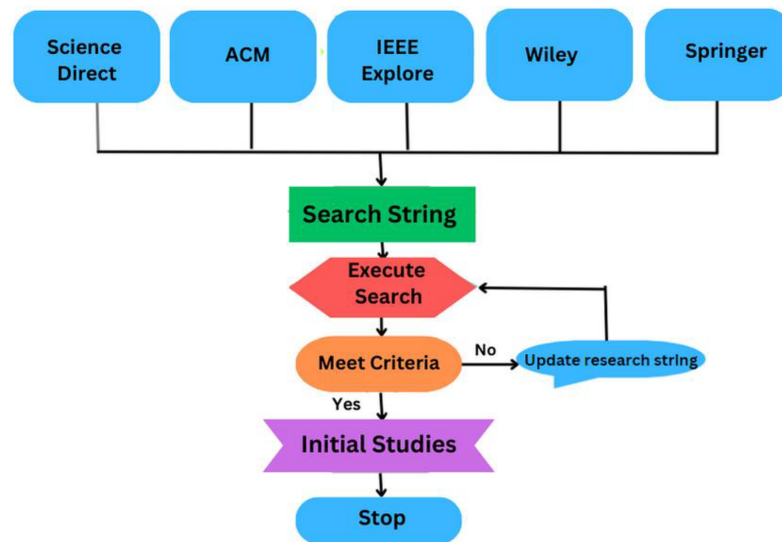 Science
Direct
ACM
IEEE
Explore
Wiley
Springer
Search String
Execute
Search
Meet Criteria
No
Update research string
Yes
Initial Studies
Stop